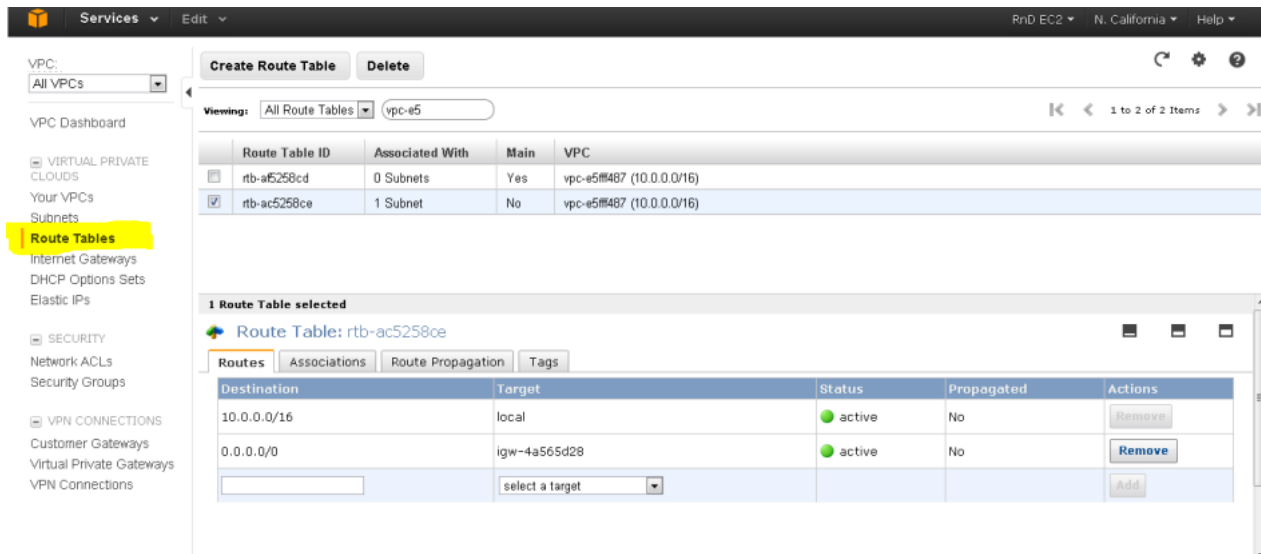 Services Edit RnD EC2 N. California Help
VPC:
All VPCs
VPC Dashboard
VIRTUAL PRIVATE
CLOUDS
Your VPCs
Subnets
Route Tables
Internet Gateways
DHCP Options Sets
Elastic IPs
SECURITY
Network ACLs
Security Groups
VPN CONNECTIONS
Customer Gateways
Virtual Private Gateways
VPN Connections
Create Route Table Delete
Viewing: All Route Tables vpc-e5 1 to 2 of 2 Items
Route Table ID Associated With Main VPC
rtb-af5258cd 0 Subnets Yes vpc-e5fff487 (10.0.0.0/16)
rtb-ac5258ce 1 Subnet No vpc-e5fff487 (10.0.0.0/16)
1 Route Table selected
Route Table: rtb-ac5258ce
Routes Associations Route Propagation Tags
Destination Target Status Propagated Actions
10.0.0.0/16 local active No Remove
0.0.0.0/0 igw-4a565d28 active No Remove
select a target Add